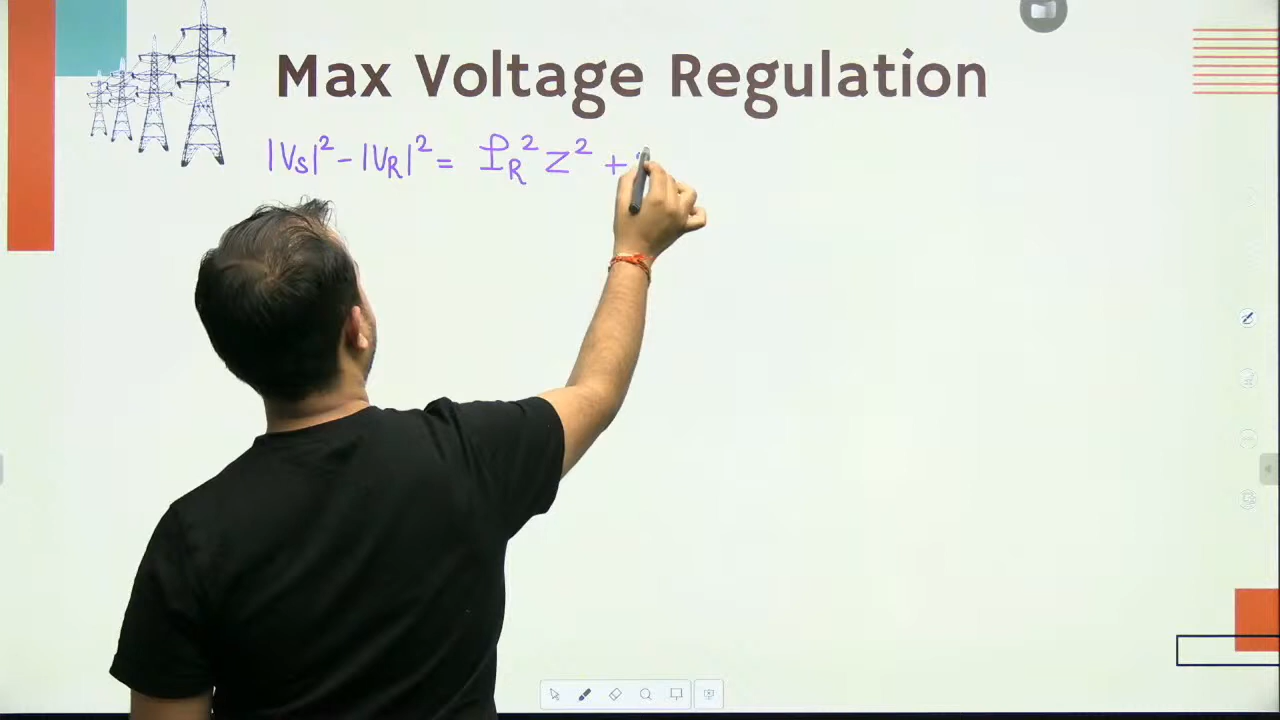 Max Voltage Regulation
|VS|² - |VR|² = IR² Z² +